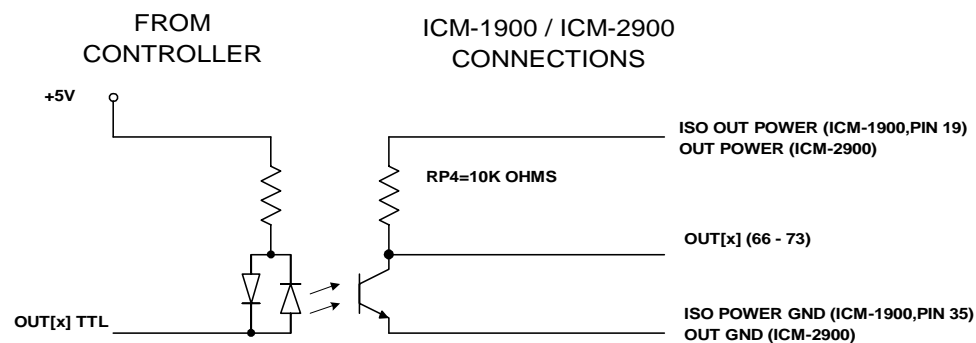 FROM
CONTROLLER
ICM-1900 / ICM-2900
CONNECTIONS
+5V
ISO OUT POWER (ICM-1900,PIN 19)
OUT POWER (ICM-2900)
RP4=10K OHMS
OUT[x] (66 - 73)
OUT[x] TTL
ISO POWER GND (ICM-1900,PIN 35)
OUT GND (ICM-2900)